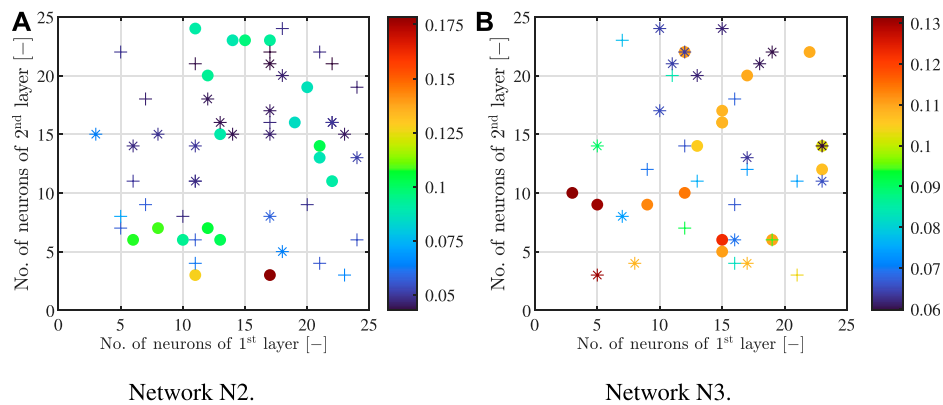 A
B
No. of neurons of 2nd layer [−]
25
20
15
10
5
0
0 5 10 15 20 25
No. of neurons of 1st layer [−]
0.175
0.15
0.125
0.1
0.075
0.05
No. of neurons of 2nd layer [−]
25
20
15
10
5
0
0 5 10 15 20 25
No. of neurons of 1st layer [−]
0.13
0.12
0.11
0.10
0.09
0.08
0.07
0.06
Network N2.
Network N3.